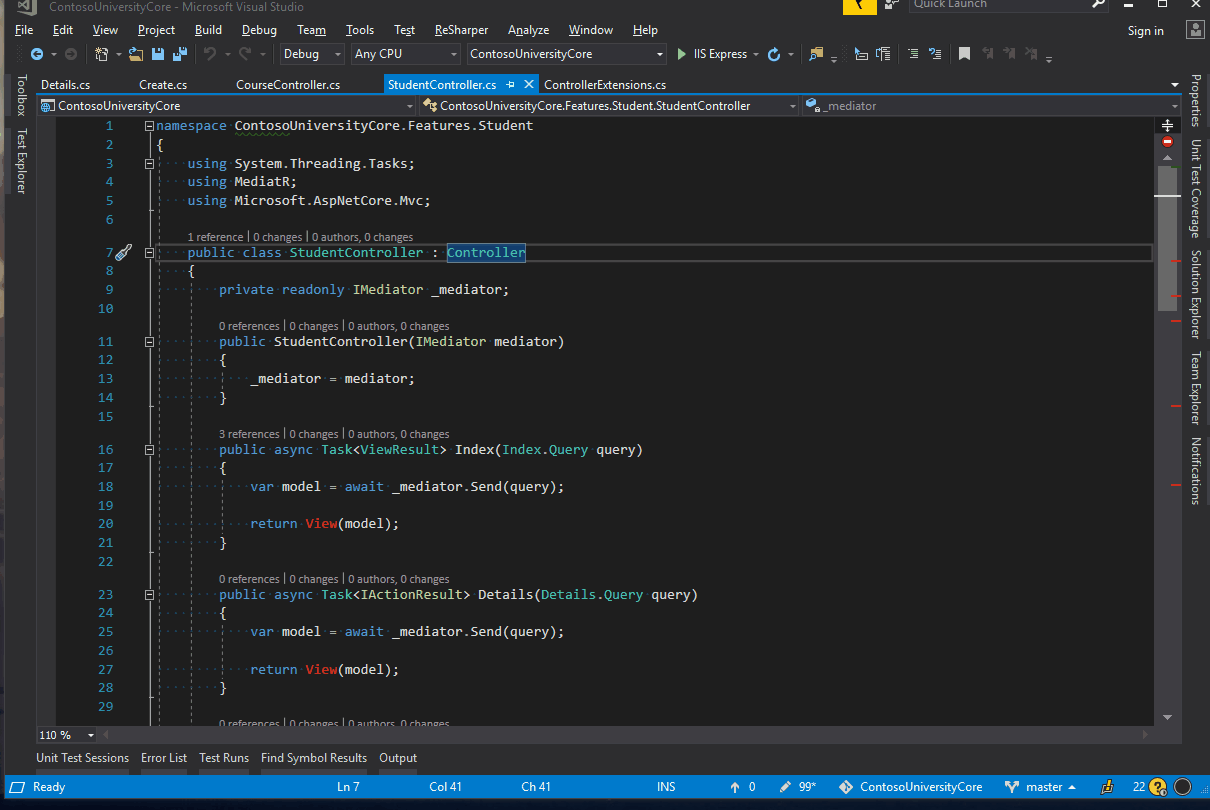 ContosoUniversityCore - Microsoft Visual Studio
Quick Launch
File Edit View Project Build Debug Team Tools Test ReSharper Analyze Window Help Sign in
Debug Any CPU ContosoUniversityCore IIS Express
Details.cs Create.cs CourseController.cs StudentController.cs ControllerExtensions.cs
ContosoUniversityCore ContosoUniversityCore.Features.Student.StudentController _mediator
Toolbox
Test Explorer
1 namespace ContosoUniversityCore.Features.Student
2 {
3 using System.Threading.Tasks;
4 using MediatR;
5 using Microsoft.AspNetCore.Mvc;
6
1 reference | 0 changes | 0 authors, 0 changes
7 public class StudentController : Controller
8 {
9 private readonly IMediator _mediator;
10
0 references | 0 changes | 0 authors, 0 changes
11 public StudentController(IMediator mediator)
12 {
13 _mediator = mediator;
14 }
15
3 references | 0 changes | 0 authors, 0 changes
16 public async Task<ViewResult> Index(Index.Query query)
17 {
18 var model = await _mediator.Send(query);
19
20 return View(model);
21 }
22
0 references | 0 changes | 0 authors, 0 changes
23 public async Task<IActionResult> Details(Details.Query query)
24 {
25 var model = await _mediator.Send(query);
26
27 return View(model);
28 }
29
0 references | 0 changes | 0 authors, 0 changes
Properties
Unit Test Coverage
Solution Explorer
Team Explorer
Notifications
110 %
Unit Test Sessions Error List Test Runs Find Symbol Results Output
Ready Ln 7 Col 41 Ch 41 INS 0 99* ContosoUniversityCore master 22